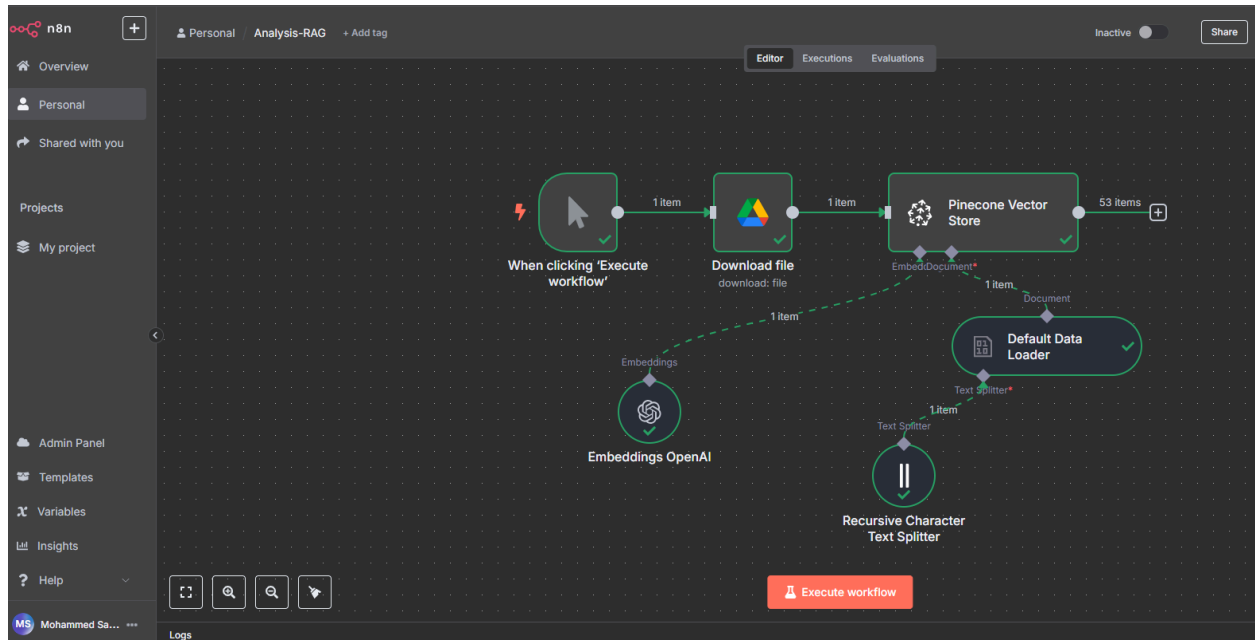 n8n
+
Personal / Analysis-RAG + Add tag
Inactive
Share
Editor Executions Evaluations
Overview
Personal
Shared with you
Projects
My project
Admin Panel
Templates
Variables
Insights
Help
MS Mohammed Sa... •••
1 item
1 item
53 items
Pinecone Vector
Store
When clicking ‘Execute
workflow’
Download file
download: file
Embed
Document*
1 item
Document
1 item
Default Data
Loader
Embeddings
Text Splitter*
1 item
Text Splitter
Embeddings OpenAI
Recursive Character
Text Splitter
Execute workflow
Logs